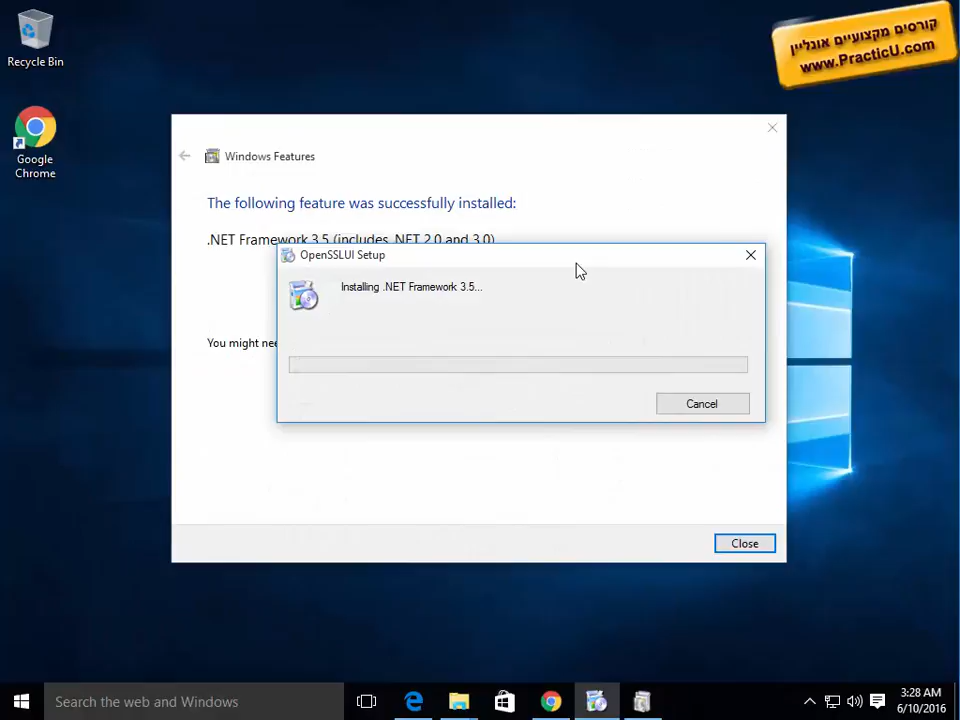 Recycle Bin
קורסים מקצועיים אונליין
www.PracticU.com
Google
Chrome
Windows Features
The following feature was successfully installed:
.NET Framework 3.5 (includes .NET 2.0 and 3.0)
OpenSSLUI Setup
Installing .NET Framework 3.5...
You might nee
Cancel
Close
Search the web and Windows
3:28 AM
6/10/2016